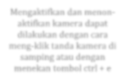 Mengaktifkan dan menon-
aktifkan kamera dapat
dilakukan dengan cara
meng-klik tanda kamera di
samping atau dengan
menekan tombol ctrl + e